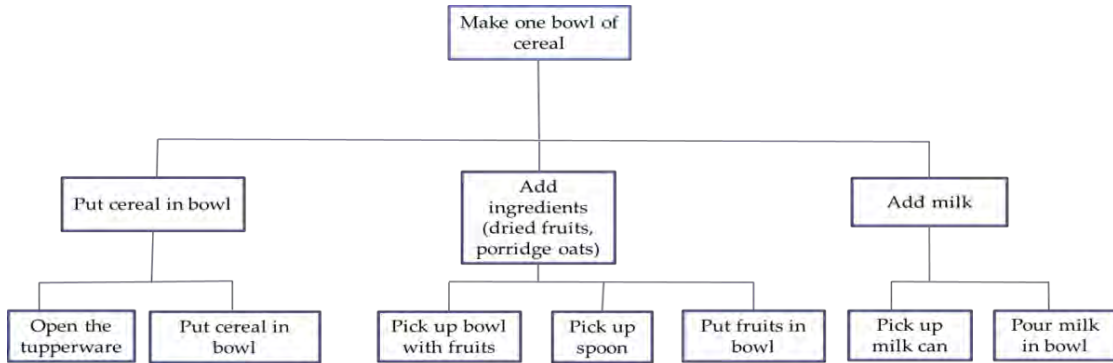 Make one bowl of
cereal
Put cereal in bowl
Add
ingredients
(dried fruits,
porridge oats)
Add milk
Open the
tupperware
Put cereal in
bowl
Pick up bowl
with fruits
Pick up
spoon
Put fruits in
bowl
Pick up
milk can
Pour milk
in bowl